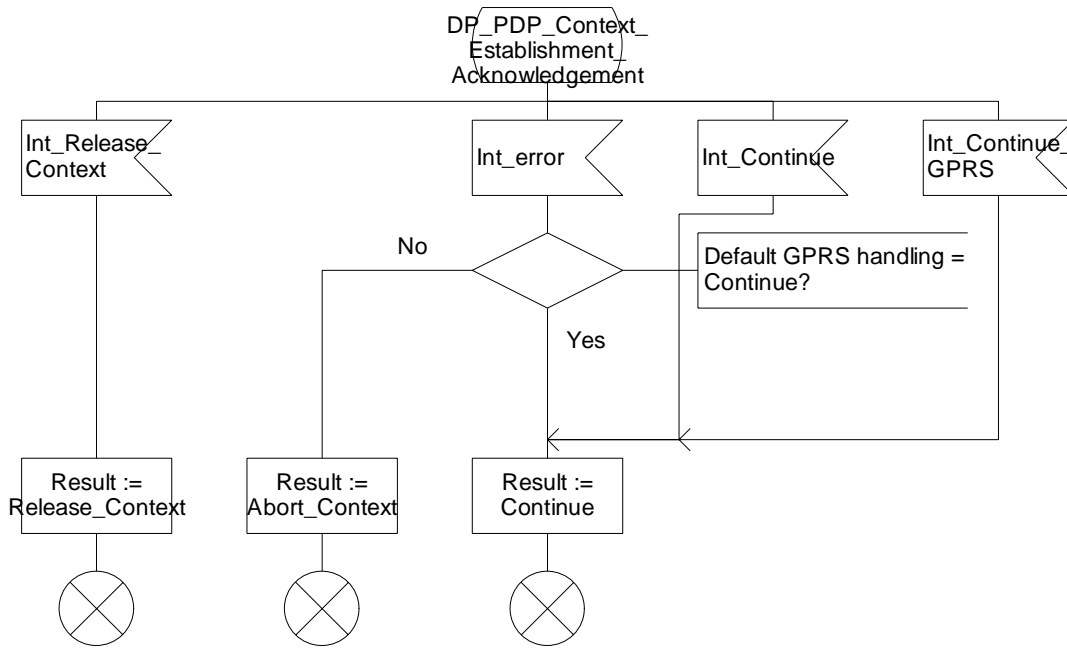 DP_PDP_Context_
Establishment_
Acknowledgement
Int_Release_
Context
Int_error
Int_Continue
Int_Continue_
GPRS
No
Default GPRS handling =
Continue?
Yes
Result :=
Release_Context
Result :=
Abort_Context
Result :=
Continue